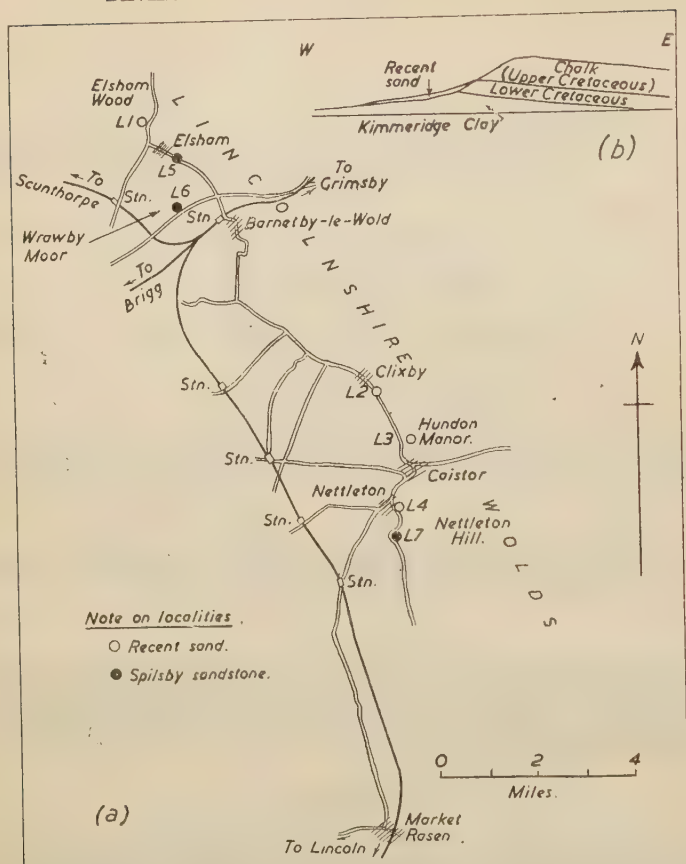 W
E
Recent
sand
Chalk
(Upper Cretaceous)
Lower Cretaceous
Kimmeridge Clay
(b)
Elsham
Wood
L1
LINCOLNSHIRE
Elsham
L5
To
Scunthorpe
Stn.
L6
To
Grimsby
Stn.
Barnetby-le-Wold
Wrawby
Moor
To
Brigg
N
Clixby
L2
Stn.
Hundon
Manor.
L3
Stn.
Caistor
Nettleton
L4
WOLDS
Nettleton
Hill.
L7
Stn.
Stn.
Note on localities.
Recent sand.
Spilsby sandstone.
0 2 4
Miles.
(a)
Market
Rasen
To Lincoln